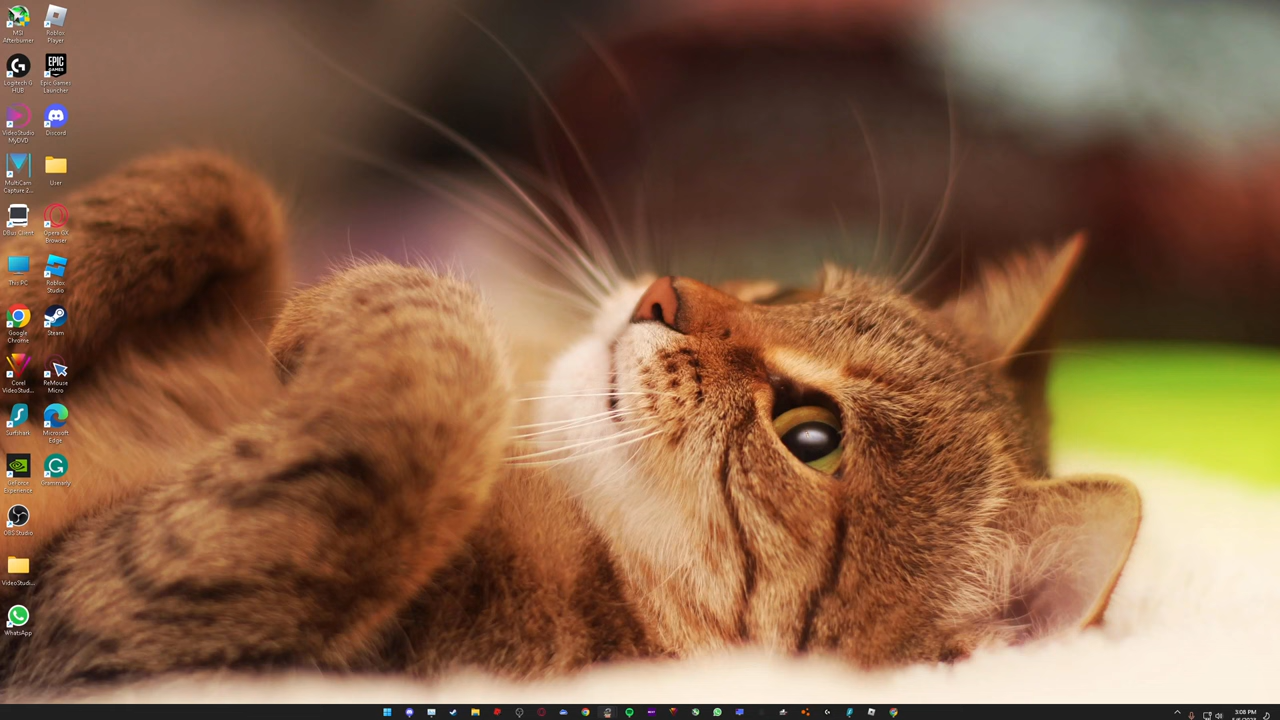 MSI
Afterburner
Roblox
Player
Logitech G
HUB
EPIC
GAMES
Epic Games
Launcher
VideoStudio
MyDVD
Discord
MultiCam
Capture 2...
User
DBus Client
Opera GX
Browser
This PC
Roblox
Studio
Google
Chrome
Steam
Corel
VideoStud...
ReMouse
Micro
Surfshark
Microsoft
Edge
GeForce
Experience
Grammarly
OBS Studio
VideoStudi...
WhatsApp
3:08 PM